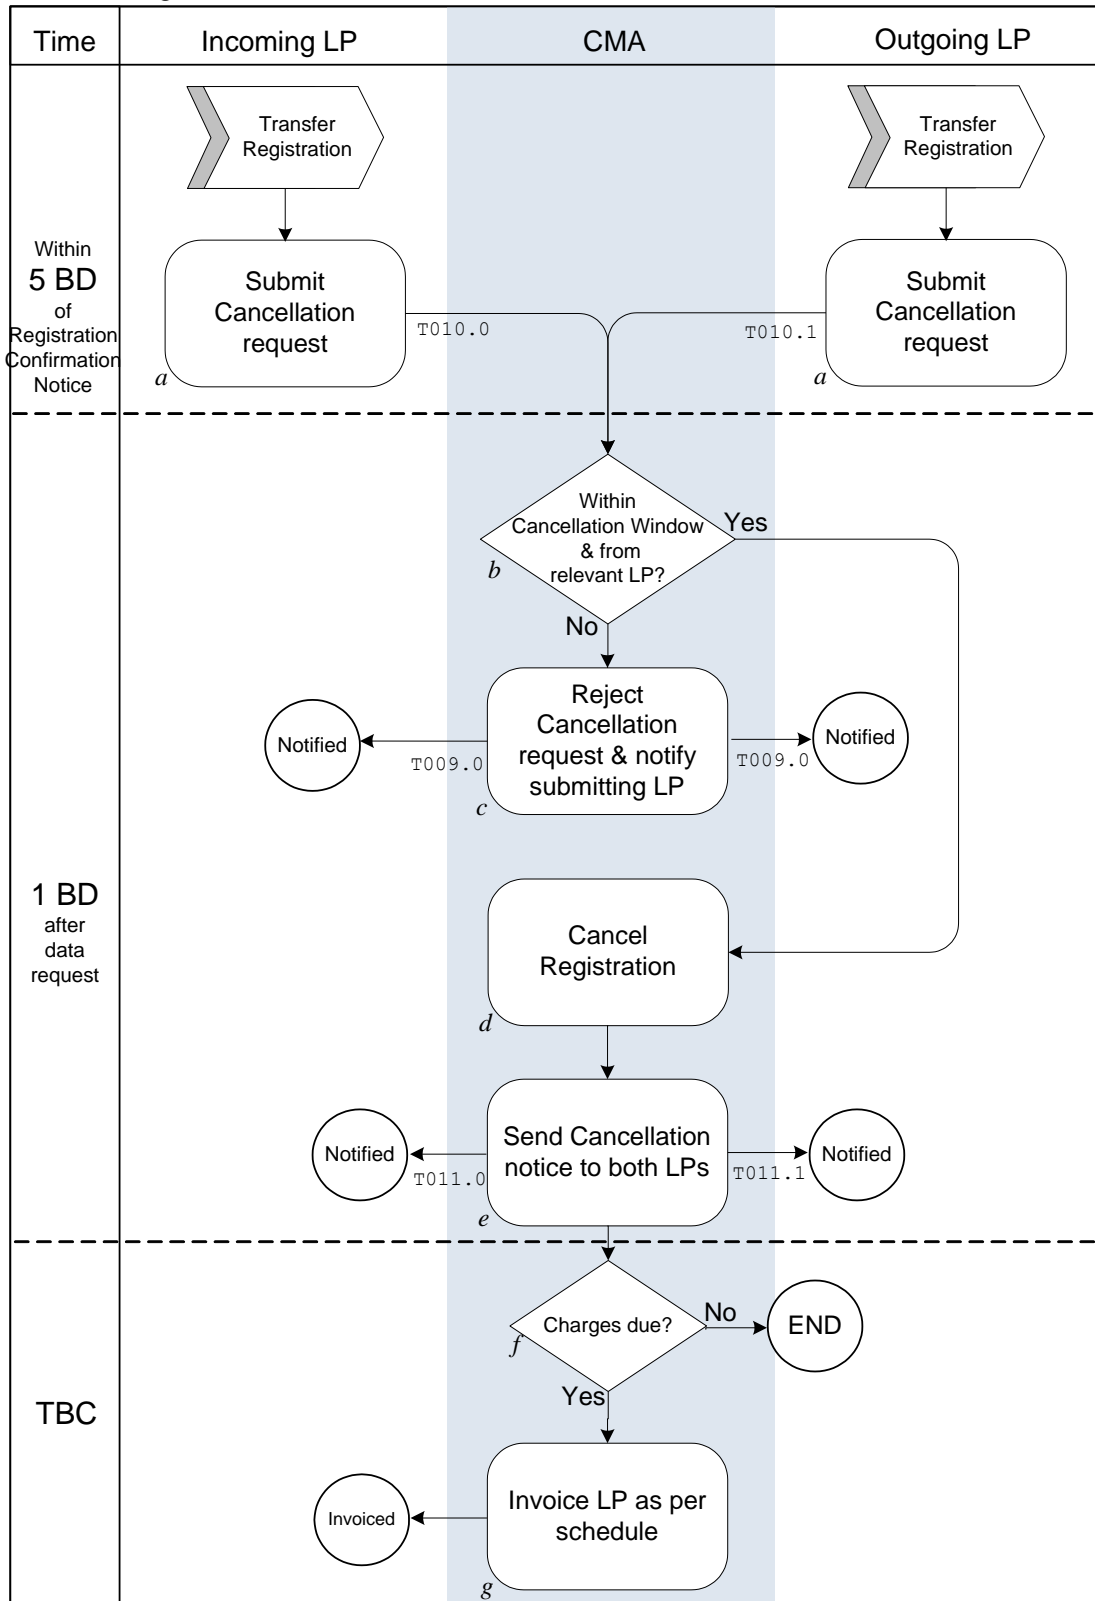 Time
Incoming LP
CMA
Outgoing LP
Transfer
Registration
Transfer
Registration
Within
5 BD
of
Registration
Confirmation
Notice
Submit
Cancellation
request
a
T010.0
T010.1
Submit
Cancellation
request
a
Within
Cancellation Window
& from
relevant LP?
b
Yes
No
Reject
Cancellation
request & notify
submitting LP
c
Notified
T009.0
T009.0
Notified
1 BD
after
data
request
Cancel
Registration
d
Send Cancellation
notice to both LPs
e
Notified
T011.0
T011.1
Notified
TBC
Charges due?
f
No
END
Yes
Invoice LP as per
schedule
g
Invoiced